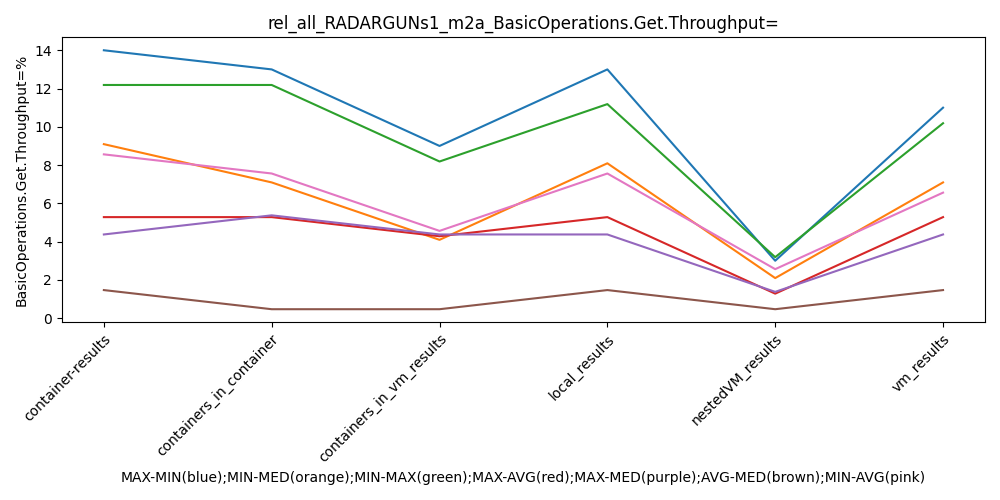 rel_all_RADARGUNs1_m2a_BasicOperations.Get.Throughput=
BasicOperations.Get.Throughput=%
14
12
10
8
6
4
2
0
container-results
containers_in_container
containers_in_vm_results
local_results
nestedVM_results
vm_results
MAX-MIN(blue);MIN-MED(orange);MIN-MAX(green);MAX-AVG(red);MAX-MED(purple);AVG-MED(brown);MIN-AVG(pink)